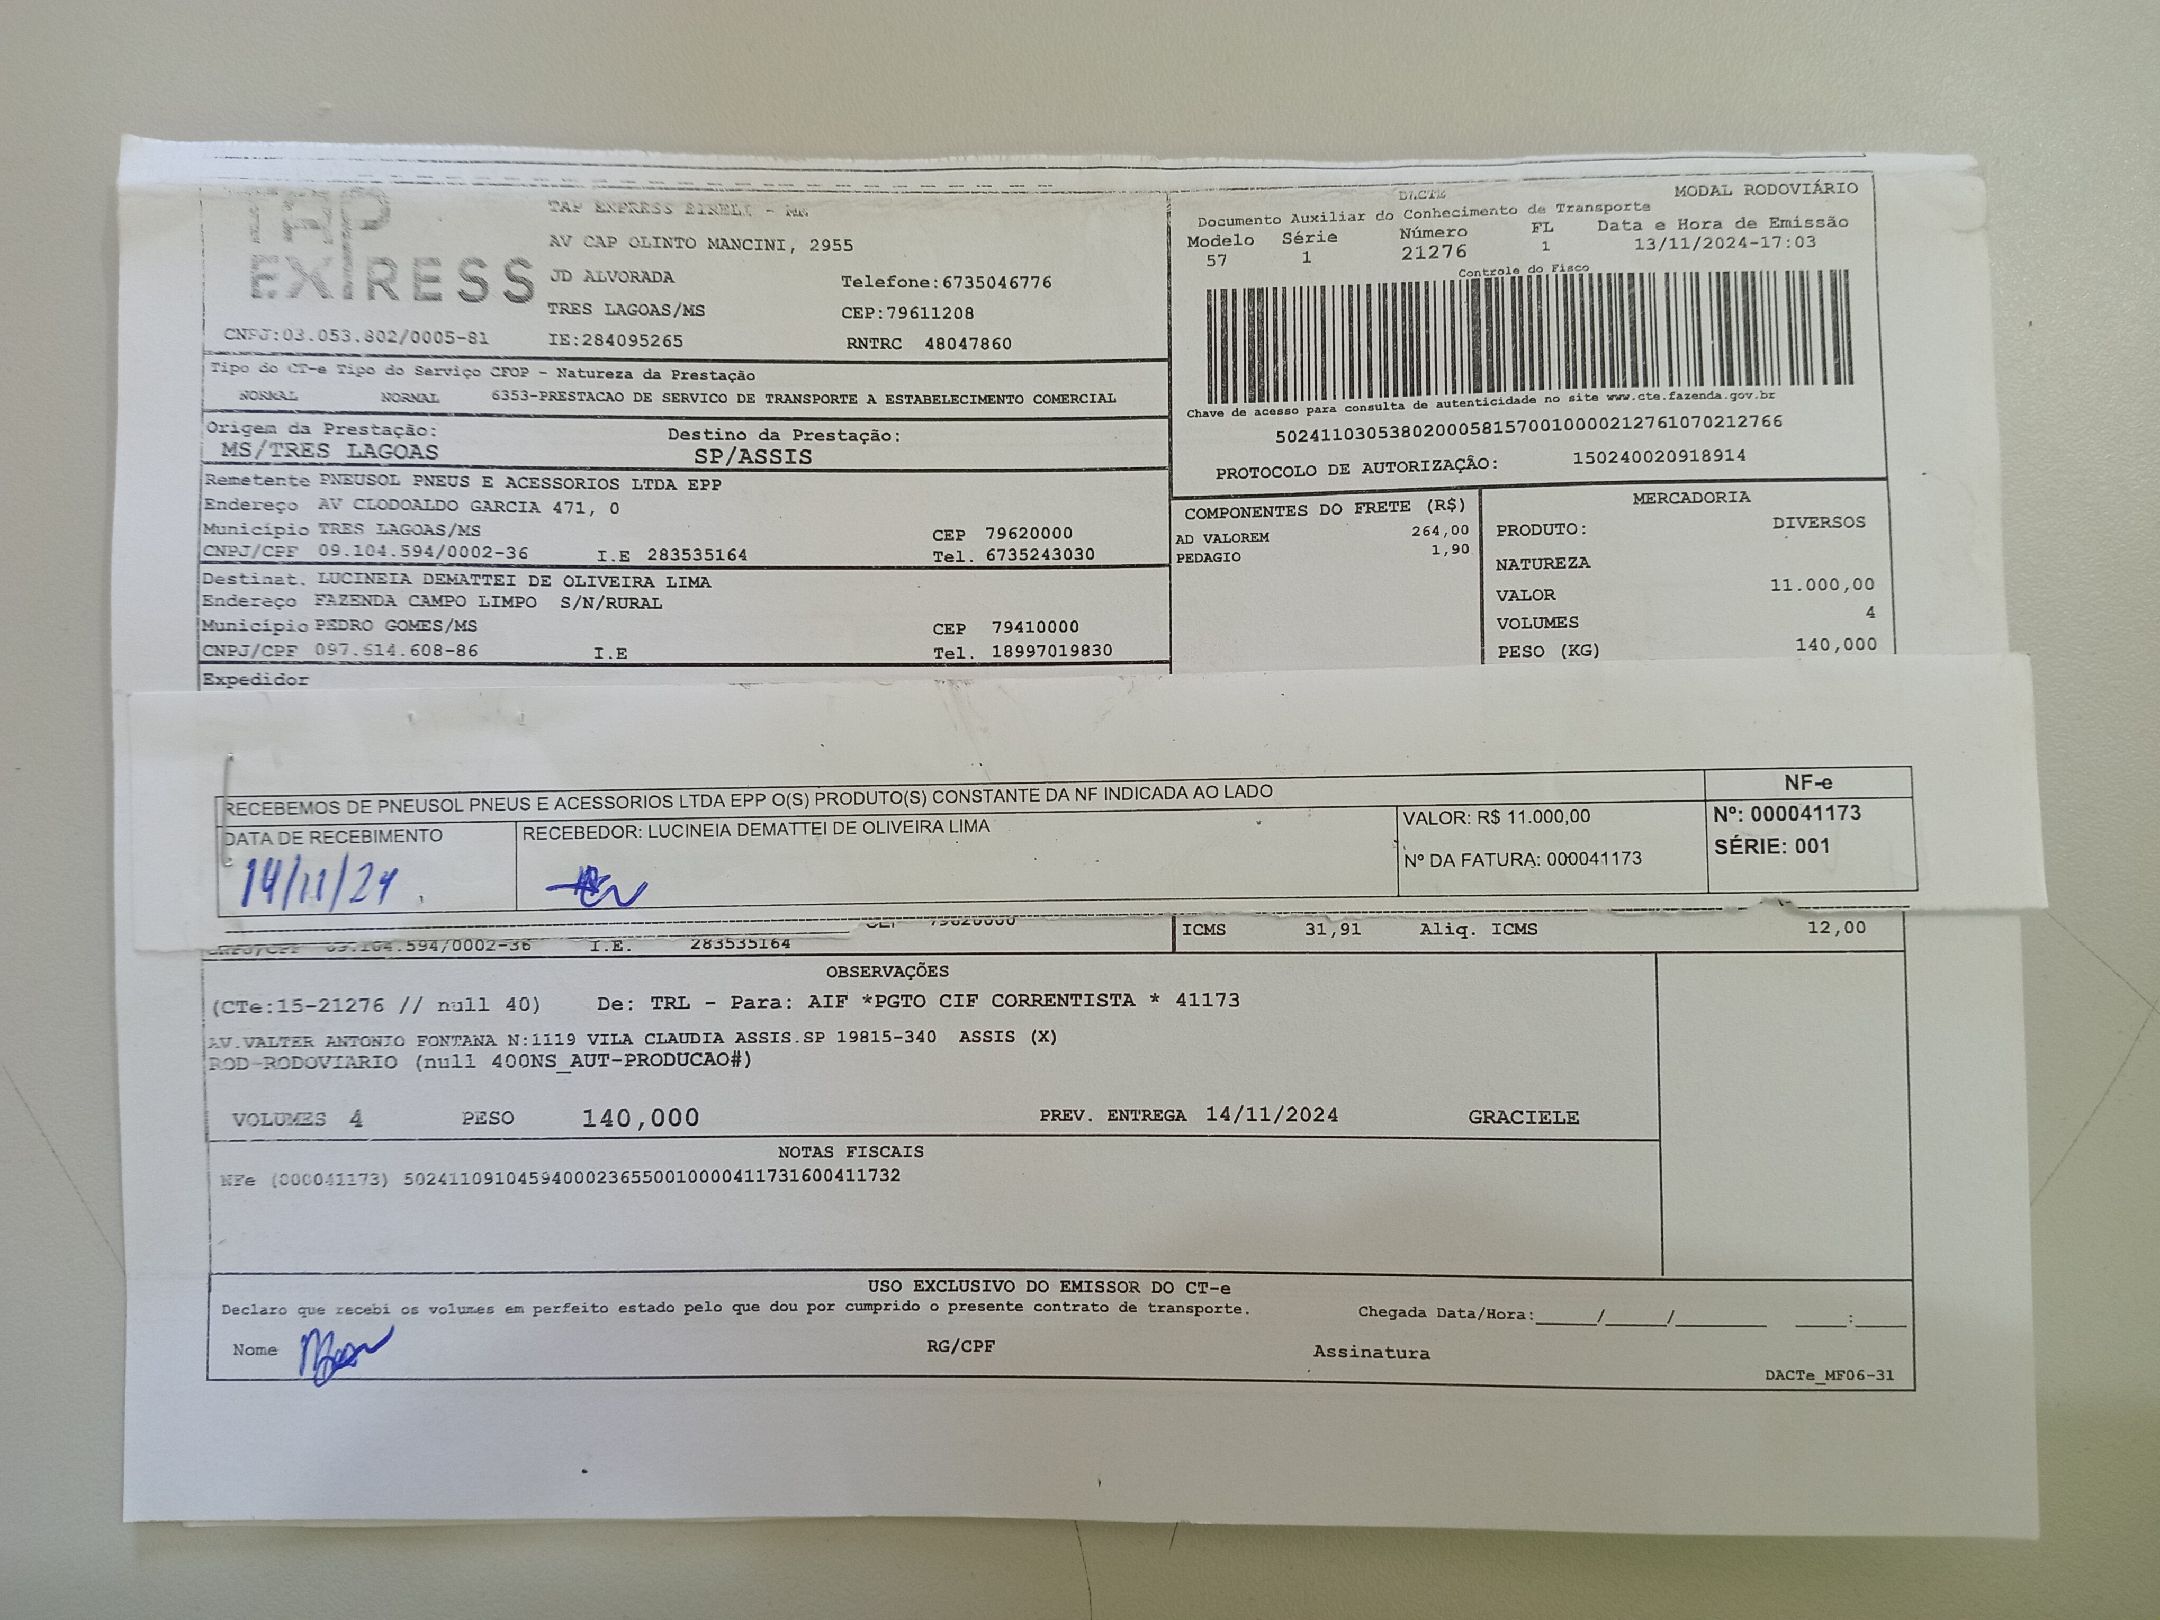 TAP
EXPRESS
TAP EXPRESS EIRELI -
AV CAP OLINTO MANCINI, 2955
JD ALVORADA
Telefone:6735046776
TRES LAGOAS/MS
CEP:79611208
CNPJ:03.053.802/0005-81
IE:284095265
RNTRC 48047860
DACTE
MODAL RODOVIÁRIO
Documento Auxiliar do Conhecimento de Transporte
Modelo Série Número FL Data e Hora de Emissão
57 1 21276 1 13/11/2024-17:03
Controle do Fisco
Chave de acesso para consulta de autenticidade no site www.cte.fazenda.gov.br
50241103053802000581570010000212761070212766
PROTOCOLO DE AUTORIZAÇÃO: 150240020918914
Tipo do CT-e Tipo do Serviço CFOP - Natureza da Prestação
NORMAL NORMAL 6353-PRESTACAO DE SERVICO DE TRANSPORTE A ESTABELECIMENTO COMERCIAL
Origem da Prestação: Destino da Prestação:
MS/TRES LAGOAS SP/ASSIS
Remetente PNEUSOL PNEUS E ACESSORIOS LTDA EPP
Endereço AV CLODOALDO GARCIA 471, 0
Município TRES LAGOAS/MS CEP 79620000
CNPJ/CPF 09.104.594/0002-36 I.E 283535164 Tel. 6735243030
Destinat. LUCINEIA DEMATTEI DE OLIVEIRA LIMA
Endereço FAZENDA CAMPO LIMPO S/N/RURAL
Município PEDRO GOMES/MS CEP 79410000
CNPJ/CPF 097.614.608-86 I.E Tel. 18997019830
Expedidor
COMPONENTES DO FRETE (R$)
AD VALOREM 264,00
PEDAGIO 1,90
MERCADORIA
PRODUTO: DIVERSOS
NATUREZA
VALOR 11.000,00
VOLUMES 4
PESO (KG) 140,000
RECEBEMOS DE PNEUSOL PNEUS E ACESSORIOS LTDA EPP O(S) PRODUTO(S) CONSTANTE DA NF INDICADA AO LADO
NF-e
DATA DE RECEBIMENTO
14/11/24
RECEBEDOR: LUCINEIA DEMATTEI DE OLIVEIRA LIMA
VALOR: R$ 11.000,00
Nº DA FATURA: 000041173
Nº: 000041173
SÉRIE: 001
CEP 79620000
CNPJ/CPF 09.104.594/0002-36 I.E. 283535164
ICMS 31,91 Aliq. ICMS 12,00
OBSERVAÇÕES
(CTe:15-21276 // null 40) De: TRL - Para: AIF *PGTO CIF CORRENTISTA * 41173
AV.VALTER ANTONIO FONTANA N:1119 VILA CLAUDIA ASSIS.SP 19815-340 ASSIS (X)
ROD-RODOVIARIO (null 400NS_AUT-PRODUCAO#)
VOLUMES 4 PESO 140,000 PREV. ENTREGA 14/11/2024 GRACIELE
NOTAS FISCAIS
NFe (000041173) 50241109104594000236550010000411731600411732
USO EXCLUSIVO DO EMISSOR DO CT-e
Declaro que recebi os volumes em perfeito estado pelo que dou por cumprido o presente contrato de transporte.
Chegada Data/Hora:_____/_____/_______ ____:____
Nome RG/CPF Assinatura
DACTe_MF06-31